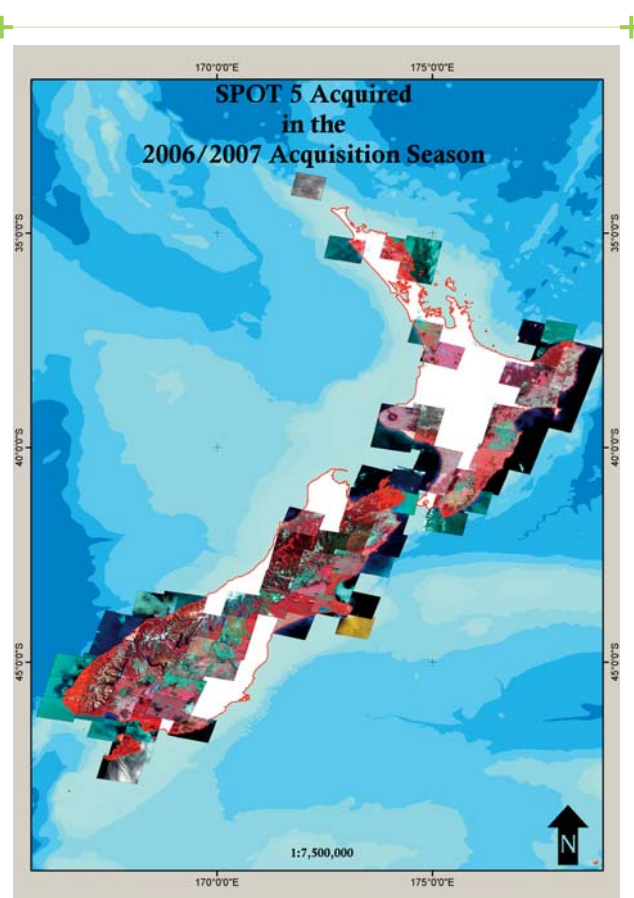 170°0'0"E 175°0'0"E
SPOT 5 Acquired
in the
2006/2007 Acquisition Season
35°0'0"S 35°0'0"S
40°0'0"S 40°0'0"S
45°0'0"S 45°0'0"S
1:7,500,000
N
170°0'0"E 175°0'0"E